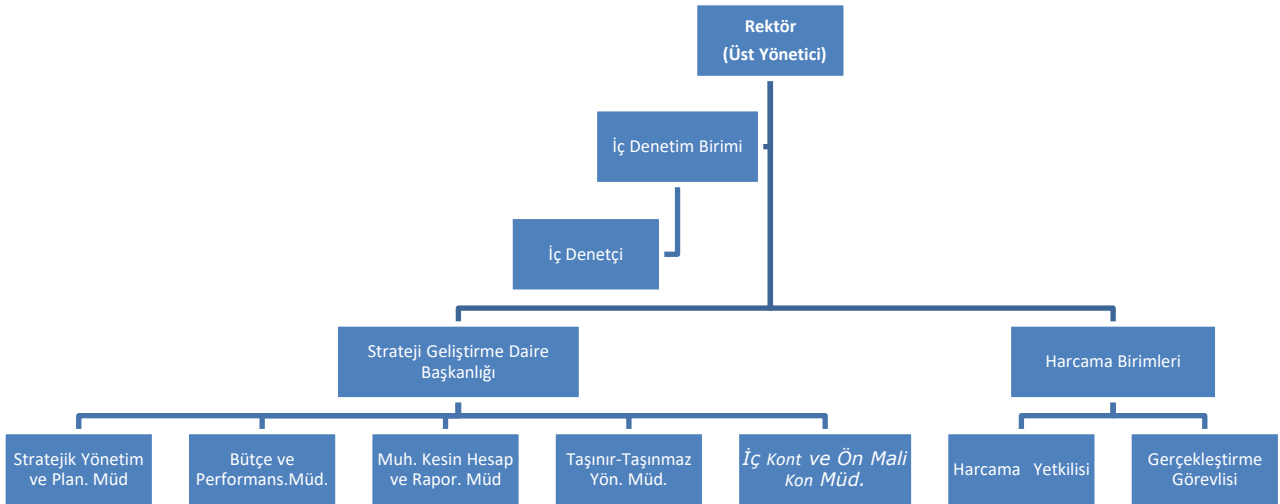 Rektör
(Üst Yönetici)
İç Denetim Birimi
İç Denetçi
Strateji Geliştirme Daire
Başkanlığı
Harcama Birimleri
Stratejik Yönetim
ve Plan. Müd
Bütçe ve
Performans.Müd.
Muh. Kesin Hesap
ve Rapor. Müd
Taşınır-Taşınmaz
Yön. Müd.
İç Kont ve Ön Mali
Kon Müd.
Harcama Yetkilisi
Gerçekleştirme
Görevlisi